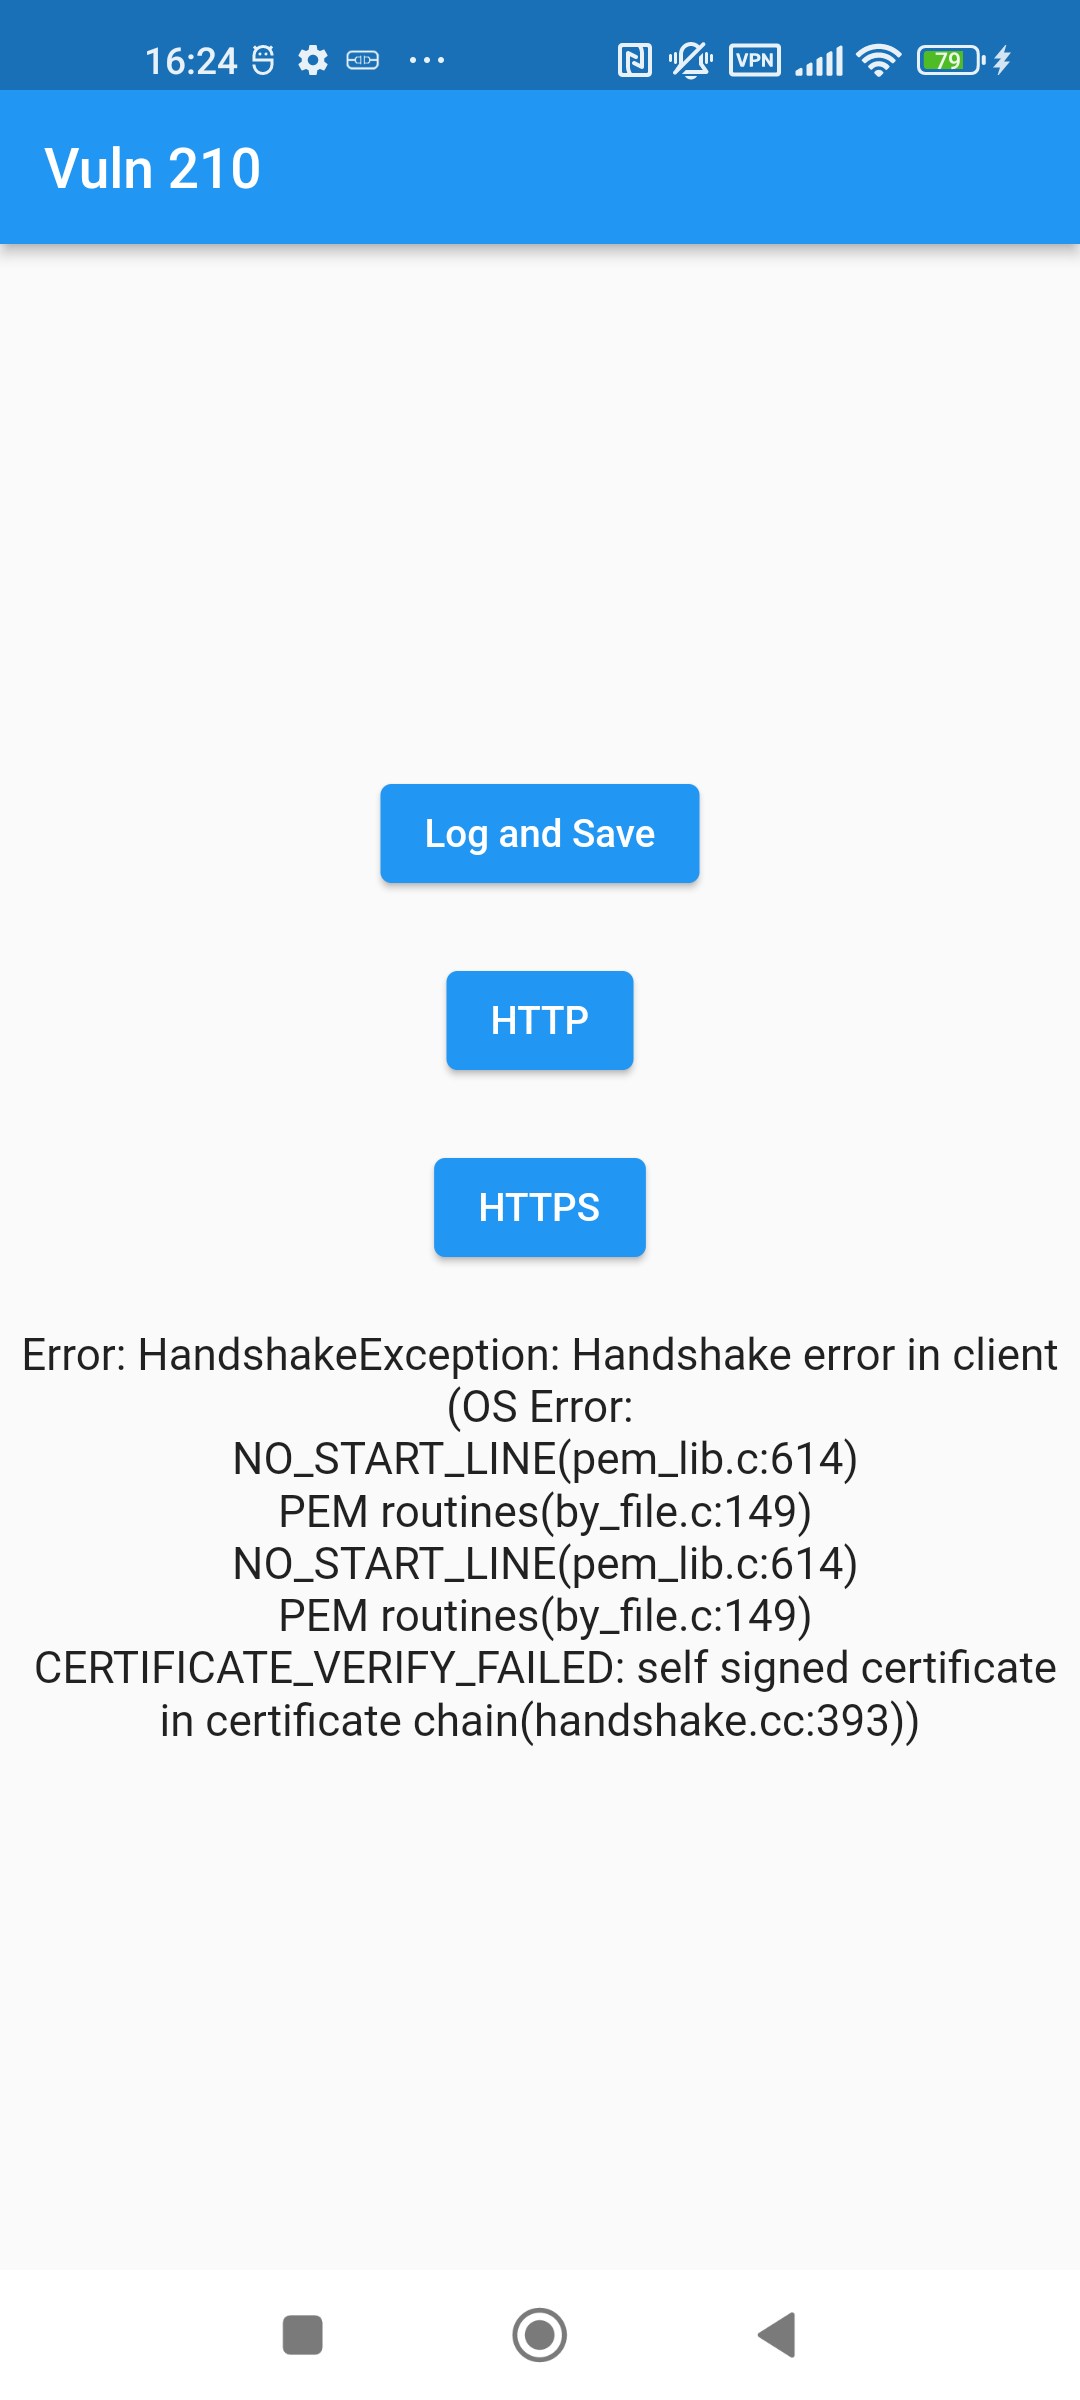 16:24 VPN 79
Vuln 210
Log and Save
HTTP
HTTPS
Error: HandshakeException: Handshake error in client
(OS Error:
NO_START_LINE(pem_lib.c:614)
PEM routines(by_file.c:149)
NO_START_LINE(pem_lib.c:614)
PEM routines(by_file.c:149)
CERTIFICATE_VERIFY_FAILED: self signed certificate
in certificate chain(handshake.cc:393))